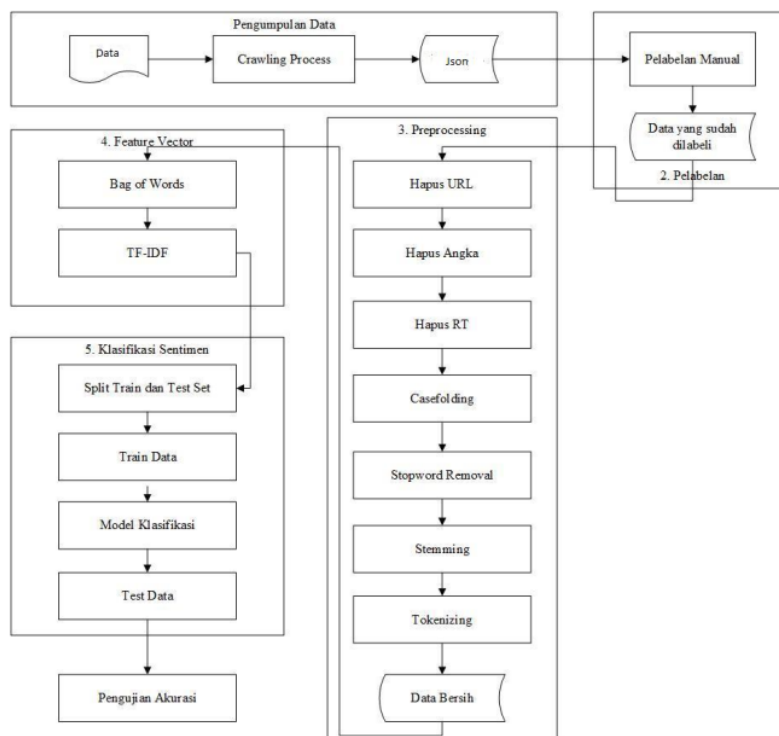 Pengumpulan Data
Data
Crawling Process
Json
Pelabelan Manual
Data yang sudah
dilabeli
2. Pelabelan
3. Preprocessing
Hapus URL
Hapus Angka
Hapus RT
Casefolding
Stopword Removal
Stemming
Tokenizing
Data Bersih
4. Feature Vector
Bag of Words
TF-IDF
5. Klasifikasi Sentimen
Split Train dan Test Set
Train Data
Model Klasifikasi
Test Data
Pengujian Akurasi